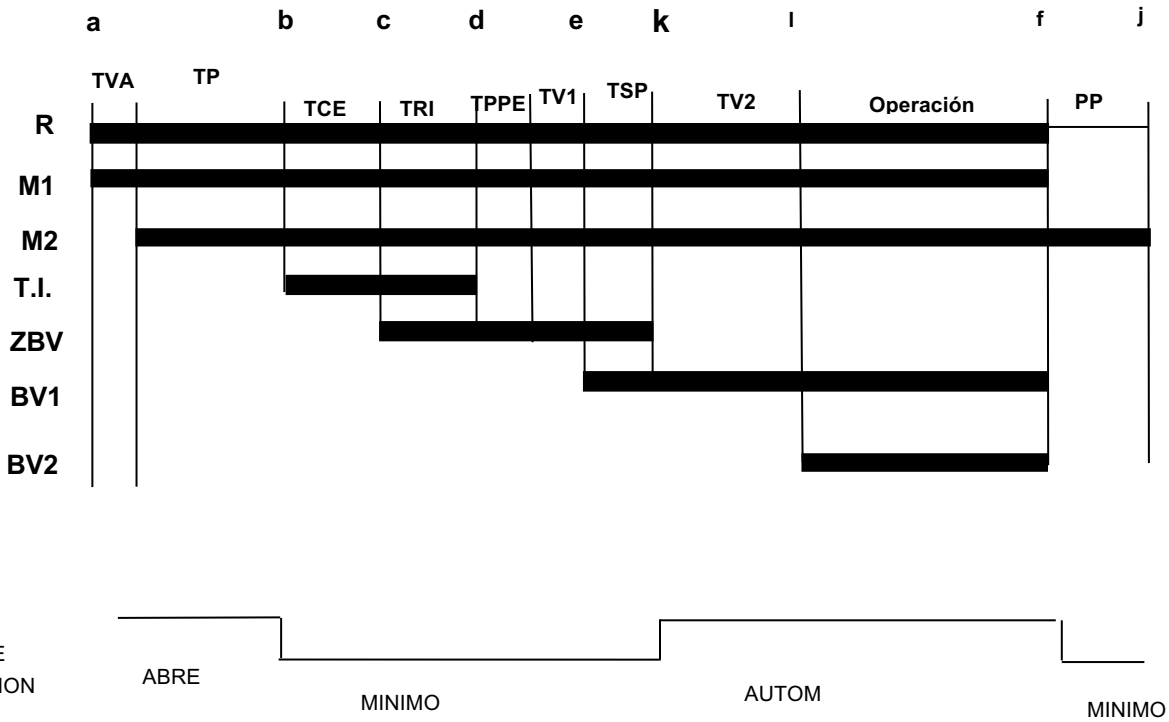 a b c d e k l f j
TVA TP TCE TRI TPPE TV1 TSP TV2 Operación PP
R
M1
M2
T.I.
ZBV
BV1
BV2
E
ION
ABRE
MINIMO
AUTOM
MINIMO